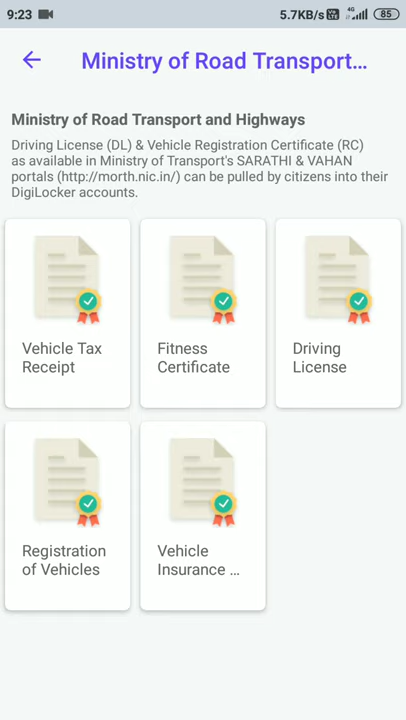 9:23 5.7KB/s 4G 85
Ministry of Road Transport...
Ministry of Road Transport and Highways
Driving License (DL) & Vehicle Registration Certificate (RC)
as available in Ministry of Transport's SARATHI & VAHAN
portals (http://morth.nic.in/) can be pulled by citizens into their
DigiLocker accounts.
Vehicle Tax
Receipt
Fitness
Certificate
Driving
License
Registration
of Vehicles
Vehicle
Insurance ...